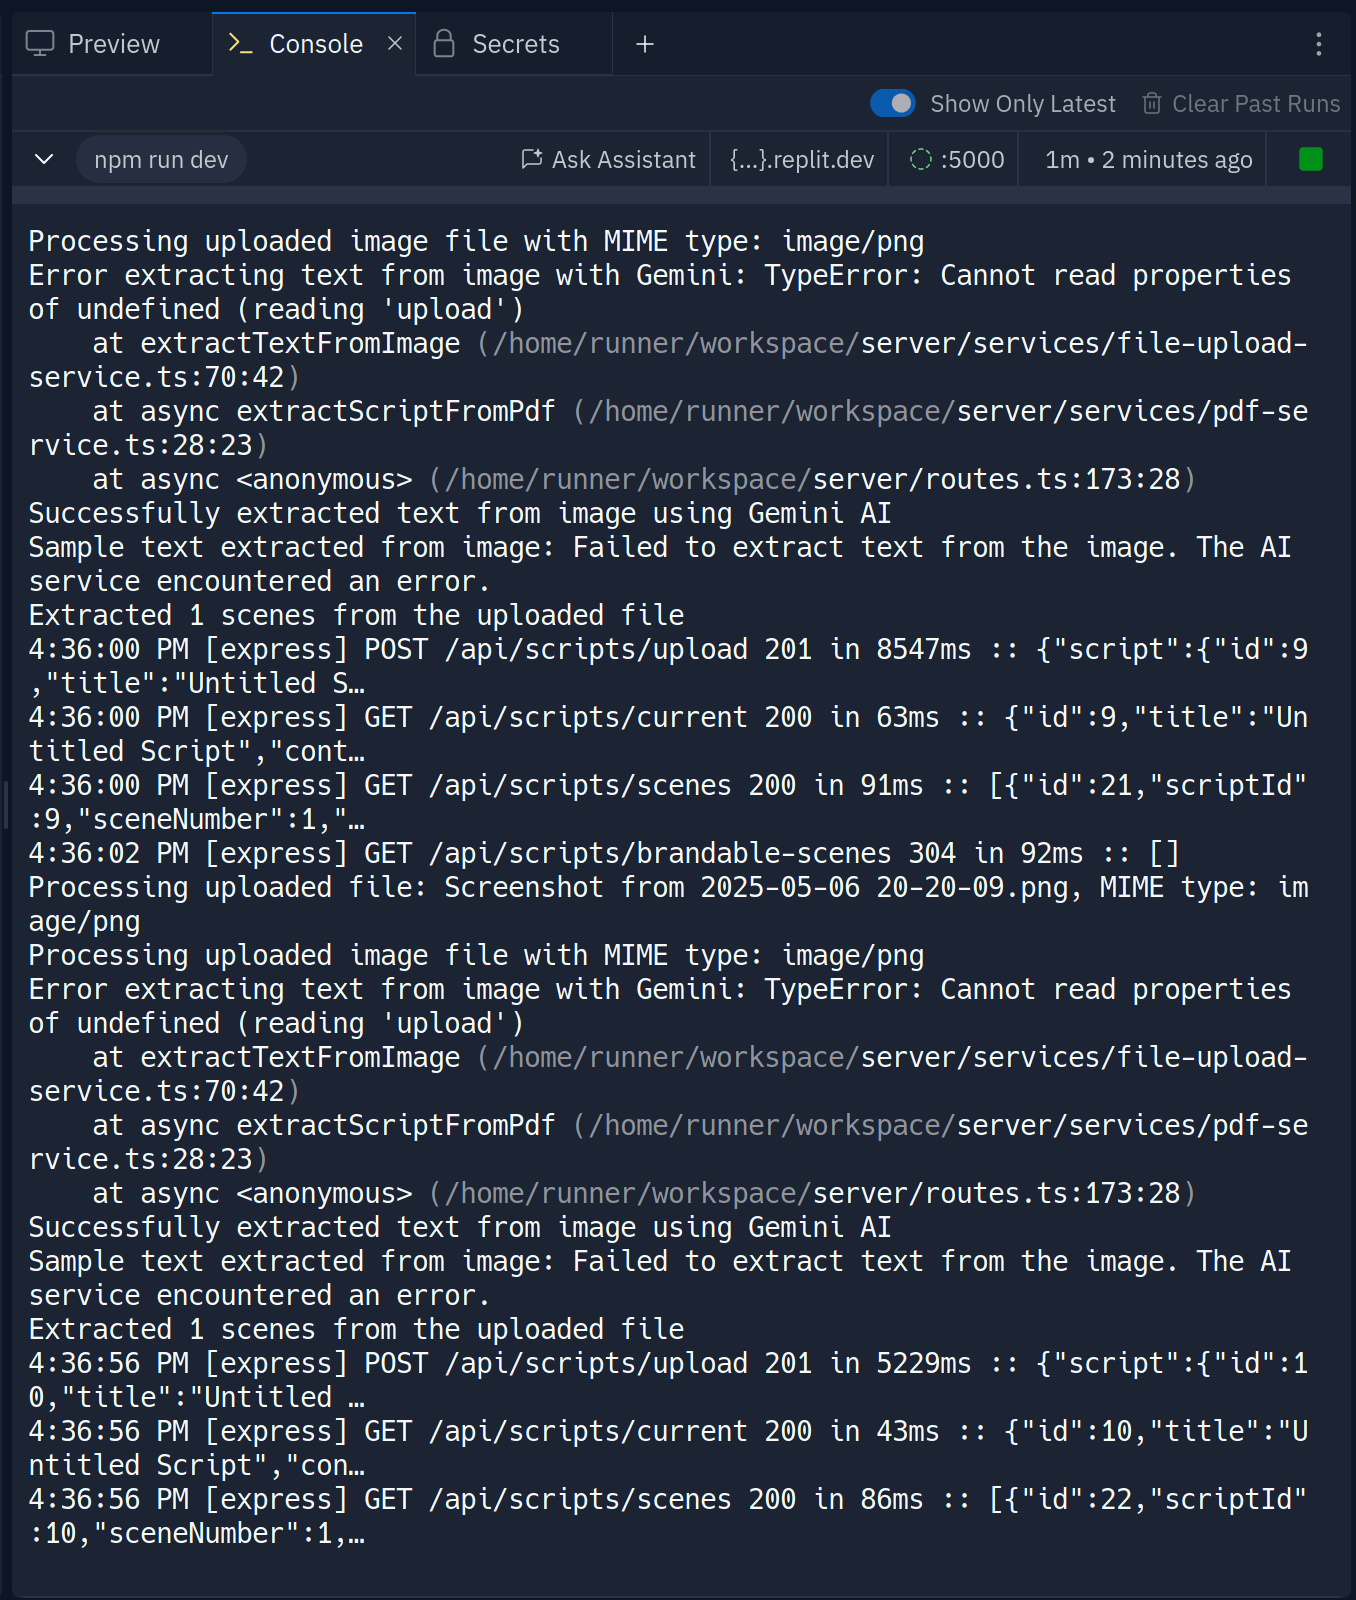 Preview
Console
Secrets
Show Only Latest
Clear Past Runs
npm run dev
Ask Assistant
{...}.replit.dev
:5000
1m • 2 minutes ago
Processing uploaded image file with MIME type: image/png
Error extracting text from image with Gemini: TypeError: Cannot read properties
of undefined (reading 'upload')
    at extractTextFromImage (/home/runner/workspace/server/services/file-upload-
service.ts:70:42)
    at async extractScriptFromPdf (/home/runner/workspace/server/services/pdf-se
rvice.ts:28:23)
    at async <anonymous> (/home/runner/workspace/server/routes.ts:173:28)
Successfully extracted text from image using Gemini AI
Sample text extracted from image: Failed to extract text from the image. The AI
service encountered an error.
Extracted 1 scenes from the uploaded file
4:36:00 PM [express] POST /api/scripts/upload 201 in 8547ms :: {"script":{"id":9
,"title":"Untitled S…
4:36:00 PM [express] GET /api/scripts/current 200 in 63ms :: {"id":9,"title":"Un
titled Script","cont…
4:36:00 PM [express] GET /api/scripts/scenes 200 in 91ms :: [{"id":21,"scriptId"
:9,"sceneNumber":1,"…
4:36:02 PM [express] GET /api/scripts/brandable-scenes 304 in 92ms :: []
Processing uploaded file: Screenshot from 2025-05-06 20-20-09.png, MIME type: im
age/png
Processing uploaded image file with MIME type: image/png
Error extracting text from image with Gemini: TypeError: Cannot read properties
of undefined (reading 'upload')
    at extractTextFromImage (/home/runner/workspace/server/services/file-upload-
service.ts:70:42)
    at async extractScriptFromPdf (/home/runner/workspace/server/services/pdf-se
rvice.ts:28:23)
    at async <anonymous> (/home/runner/workspace/server/routes.ts:173:28)
Successfully extracted text from image using Gemini AI
Sample text extracted from image: Failed to extract text from the image. The AI
service encountered an error.
Extracted 1 scenes from the uploaded file
4:36:56 PM [express] POST /api/scripts/upload 201 in 5229ms :: {"script":{"id":1
0,"title":"Untitled …
4:36:56 PM [express] GET /api/scripts/current 200 in 43ms :: {"id":10,"title":"U
ntitled Script","con…
4:36:56 PM [express] GET /api/scripts/scenes 200 in 86ms :: [{"id":22,"scriptId"
:10,"sceneNumber":1,…